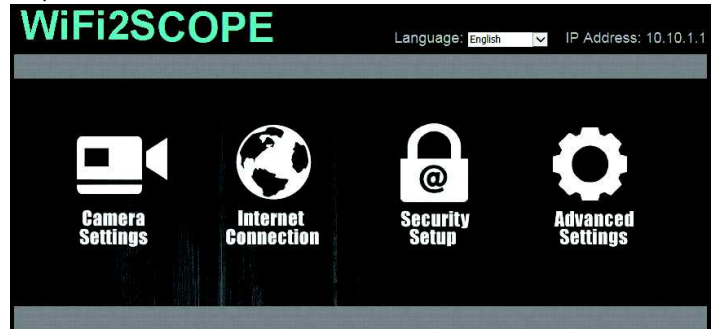 WiFi2SCOPE
Language: English IP Address: 10.10.1.1
Camera
Settings
Internet
Connection
@
Security
Setup
Advanced
Settings